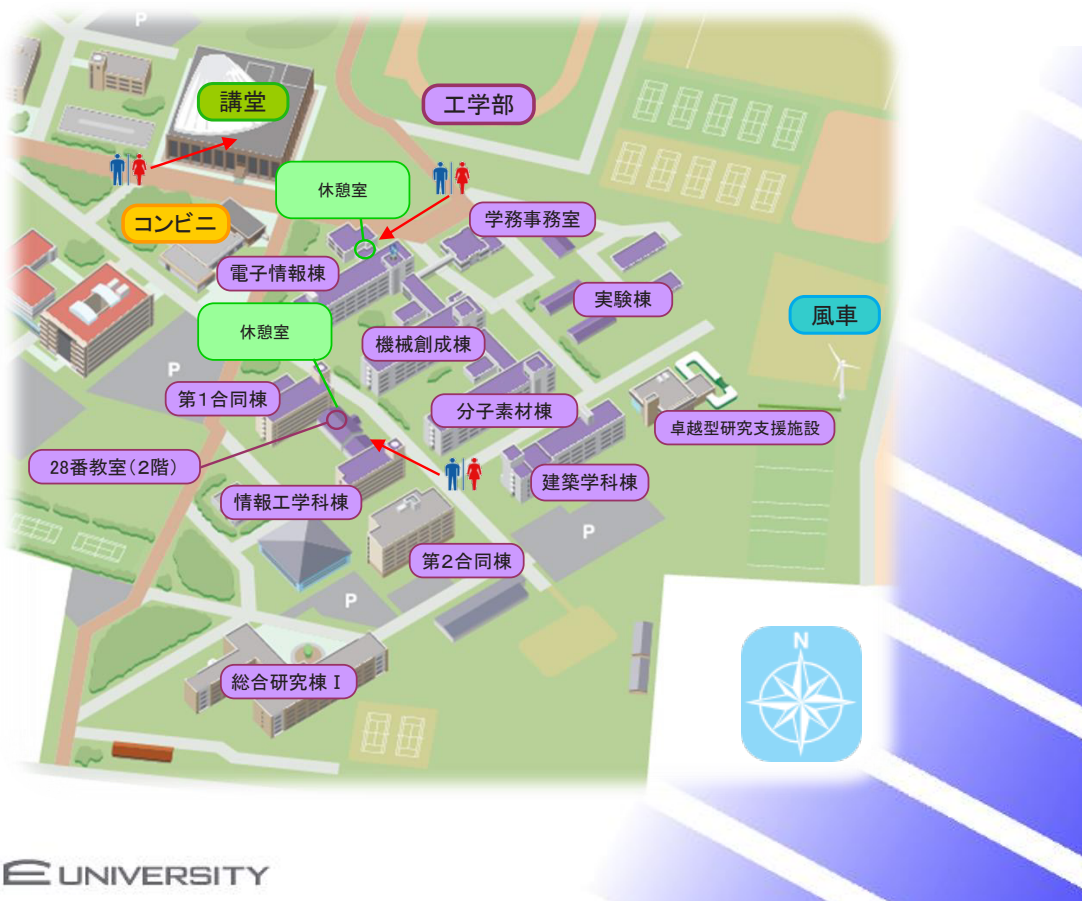 P
講堂
工学部
休憩室
学務事務室
コンビニ
電子情報棟
実験棟
風車
休憩室
機械創成棟
P
第1合同棟
分子素材棟
卓越型研究支援施設
28番教室(2階)
建築学科棟
情報工学科棟
P
第2合同棟
P
N
総合研究棟Ⅰ
E UNIVERSITY